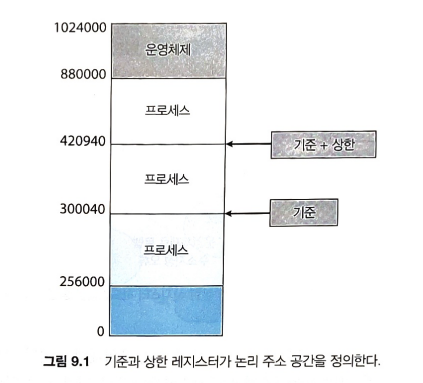 1024000
운영체제
880000
프로세스
420940
기준 + 상한
프로세스
300040
기준
프로세스
256000
0
그림 9.1 기준과 상한 레지스터가 논리 주소 공간을 정의한다.